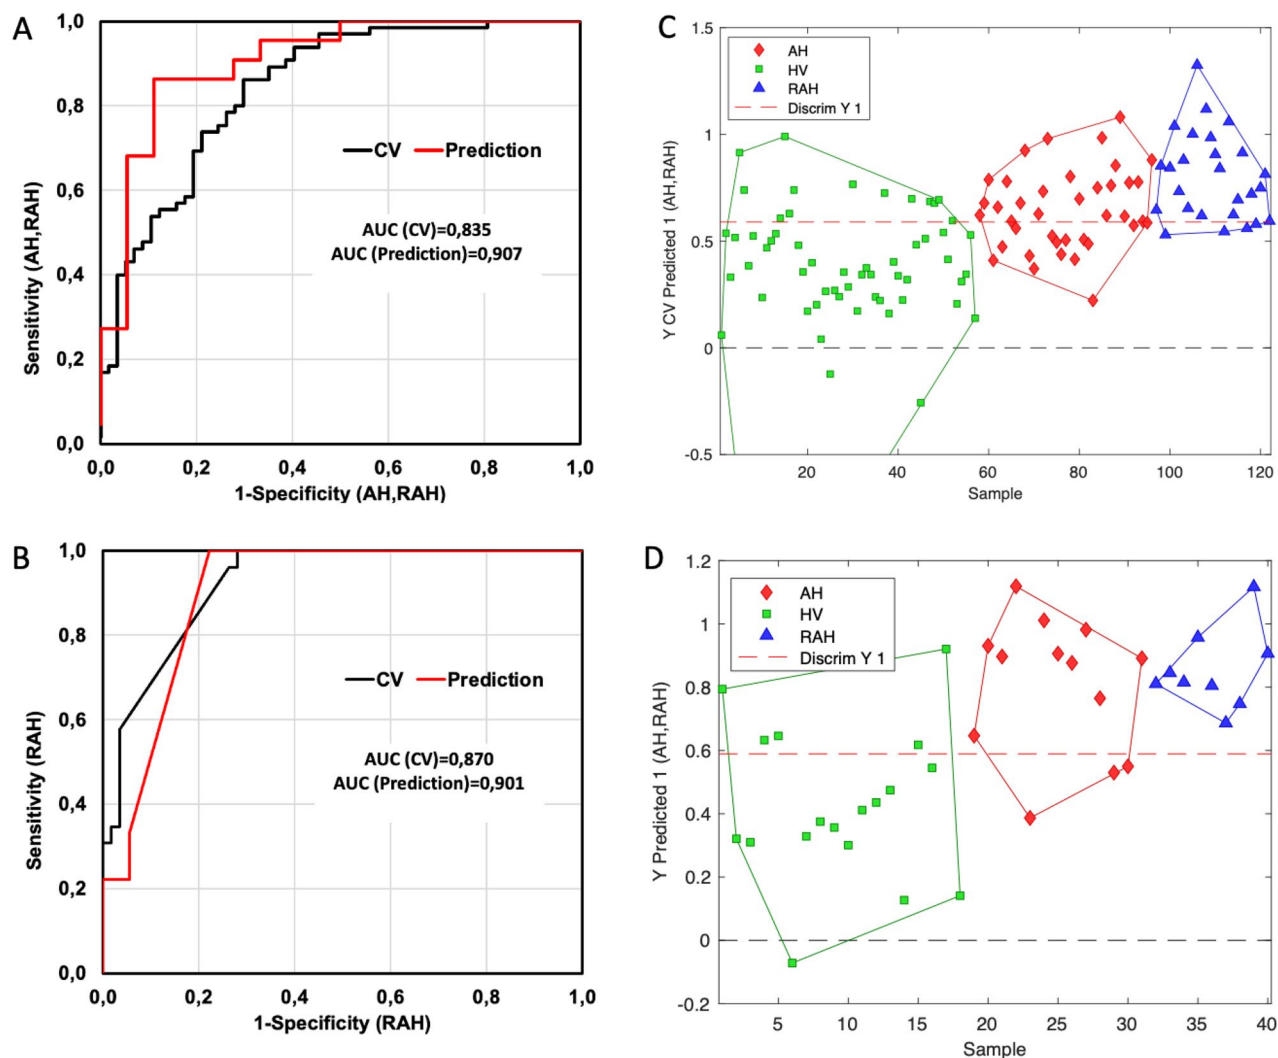 A
1,0
0,8
0,6
0,4
0,2
0,0
Sensitivity (AH,RAH)
CV Prediction
AUC (CV)=0,835
AUC (Prediction)=0,907
0,0 0,2 0,4 0,6 0,8 1,0
1-Specificity (AH,RAH)
C
1.5
1
0.5
0
-0.5
Y CV Predicted 1 (AH,RAH)
AH
HV
RAH
Discrim Y 1
20 40 60 80 100 120
Sample
B
1,0
0,8
0,6
0,4
0,2
0,0
Sensitivity (RAH)
CV Prediction
AUC (CV)=0,870
AUC (Prediction)=0,901
0,0 0,2 0,4 0,6 0,8 1,0
1-Specificity (RAH)
D
1.2
1
0.8
0.6
0.4
0.2
0
-0.2
Y Predicted 1 (AH,RAH)
AH
HV
RAH
Discrim Y 1
5 10 15 20 25 30 35 40
Sample